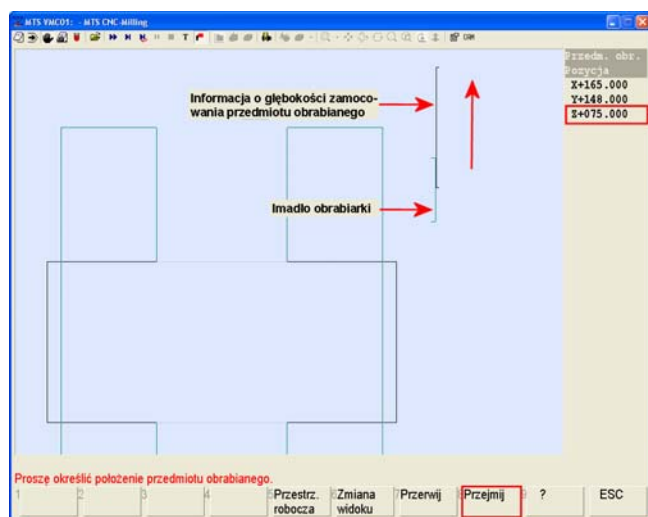 MTS VMC01: - MTS CNC-Milling
Przedm. obr.
Pozycja
X+165.000
Y+148.000
Z+075.000
Informacja o głębokości zamoco-
wania przedmiotu obrabianego
Imadło obrabiarki
Proszę określić położenie przedmiotu obrabianego.
1 2 3 4 5 Przestrz. 6 Zmiana 7 Przerwij 8 Przejmij 9 ? ESC
robocza widoku